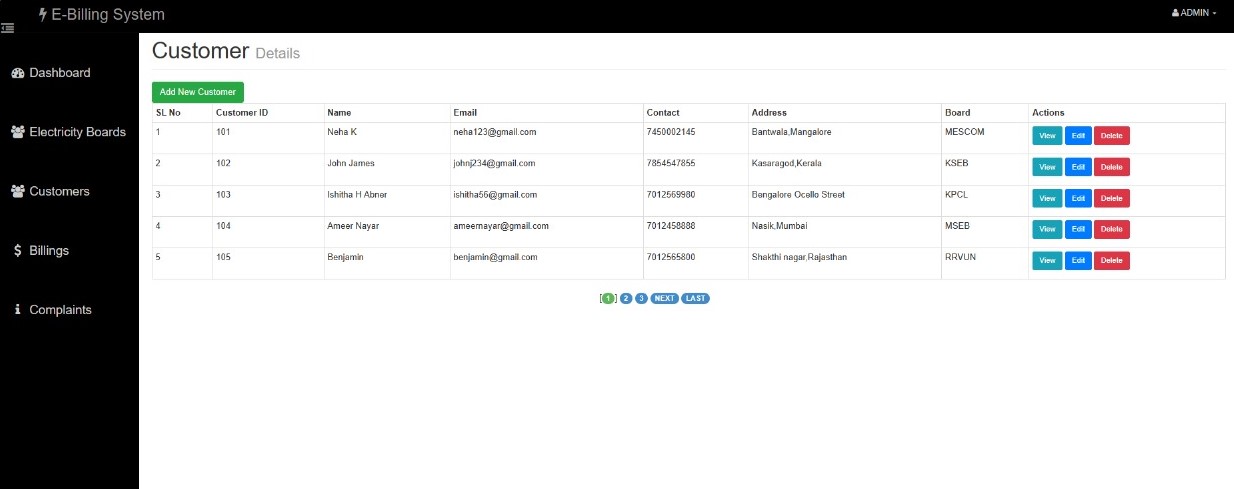 E-Billing System
ADMIN
Dashboard
Electricity Boards
Customers
Billings
Complaints
Customer Details
Add New Customer
SL No Customer ID Name Email Contact Address Board Actions
1 101 Neha K neha123@gmail.com 7450002145 Bantwala,Mangalore MESCOM View Edit Delete
2 102 John James johnj234@gmail.com 7854547855 Kasaragod,Kerala KSEB View Edit Delete
3 103 Ishitha H Abner ishitha56@gmail.com 7012569980 Bengalore Ocello Street KPCL View Edit Delete
4 104 Ameer Nayar ameernayar@gmail.com 7012458888 Nasik,Mumbai MSEB View Edit Delete
5 105 Benjamin benjamin@gmail.com 7012565800 Shakthi nagar,Rajasthan RRVUN View Edit Delete
[1] 2 3 NEXT LAST